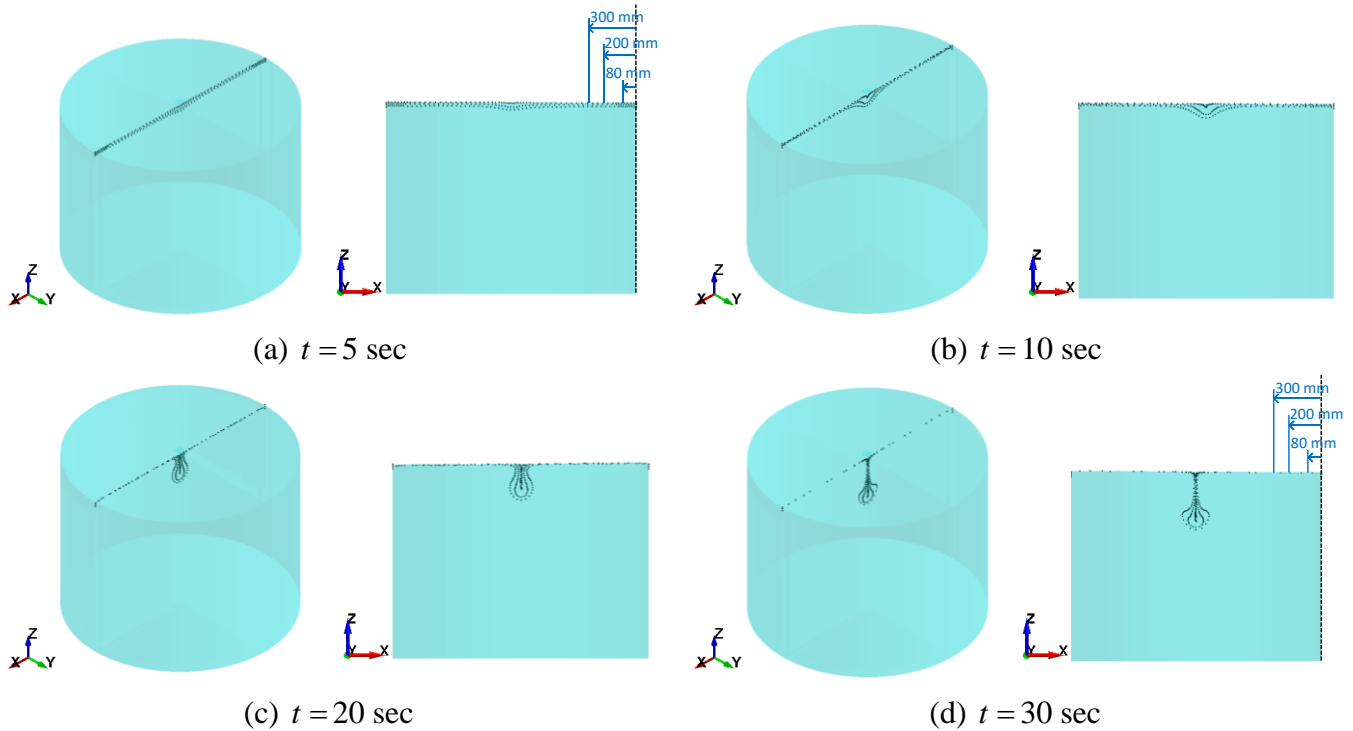 300 mm
200 mm
80 mm
Z
X
Y
Z
Y
X
Z
X
Y
Z
Y
X
(a) t = 5 sec
(b) t = 10 sec
300 mm
200 mm
80 mm
Z
X
Y
Z
Y
X
Z
X
Y
Z
Y
X
(c) t = 20 sec
(d) t = 30 sec